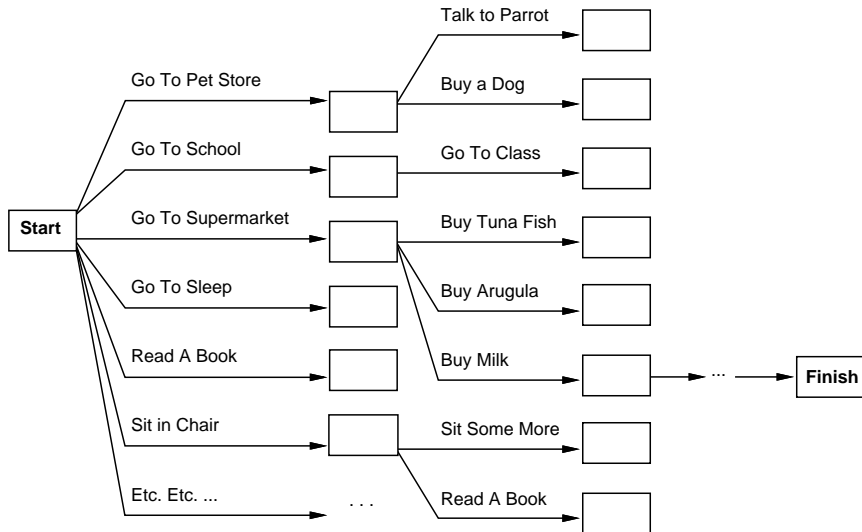 Talk to Parrot
Go To Pet Store
Buy a Dog
Go To School
Go To Class
Go To Supermarket
Buy Tuna Fish
Start
Go To Sleep
Buy Arugula
Read A Book
Buy Milk
...
Finish
Sit in Chair
Sit Some More
Etc. Etc. ...
. . .
Read A Book